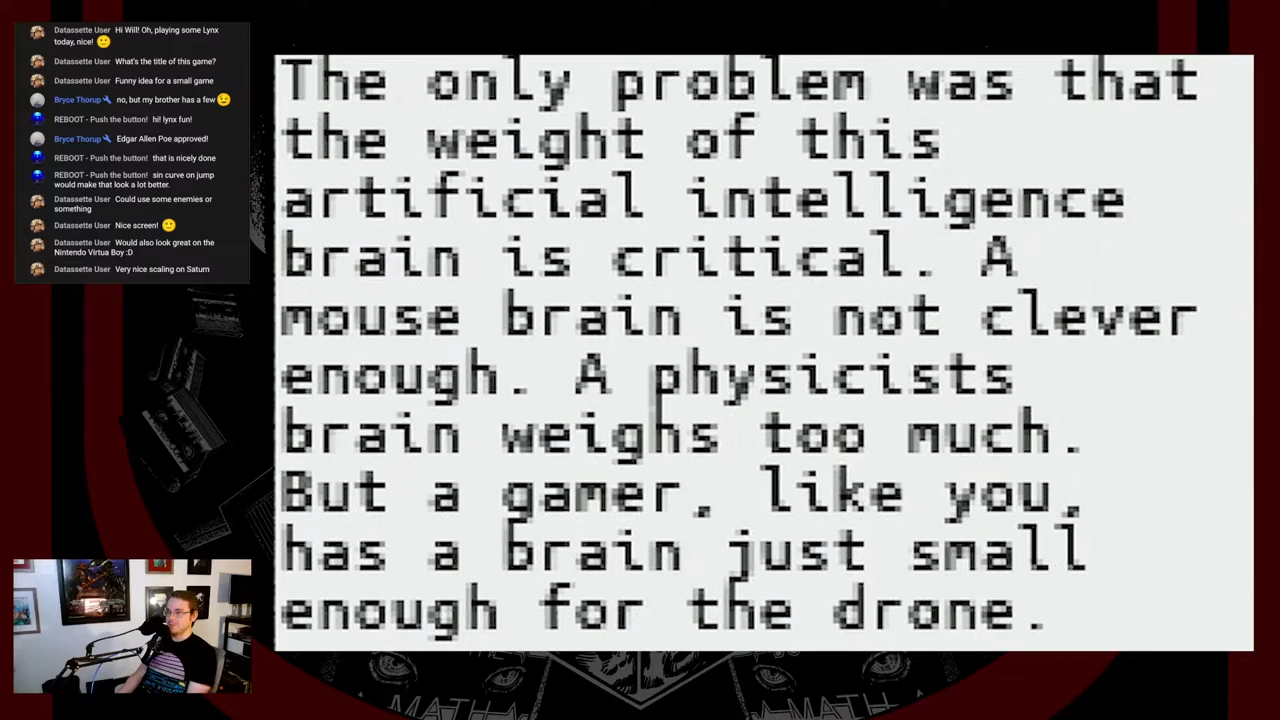 Datassette User Hi Will! Oh, playing some Lynx
today, nice! 🙂
Datassette User What's the title of this game?
Datassette User Funny idea for a small game
Bryce Thorup no, but my brother has a few 😉
REBOOT - Push the button! hi! lynx fun!
Bryce Thorup Edgar Allen Poe approved!
REBOOT - Push the button! that is nicely done
REBOOT - Push the button! sin curve on jump
would make that look a lot better.
Datassette User Could use some enemies or
something
Datassette User Nice screen! 🙂
Datassette User Would also look great on the
Nintendo Virtua Boy :D
Datassette User Very nice scaling on Saturn
The only problem was that
the weight of this
artificial intelligence
brain is critical. A
mouse brain is not clever
enough. A physicists
brain weighs too much.
But a gamer, like you,
has a brain just small
enough for the drone.